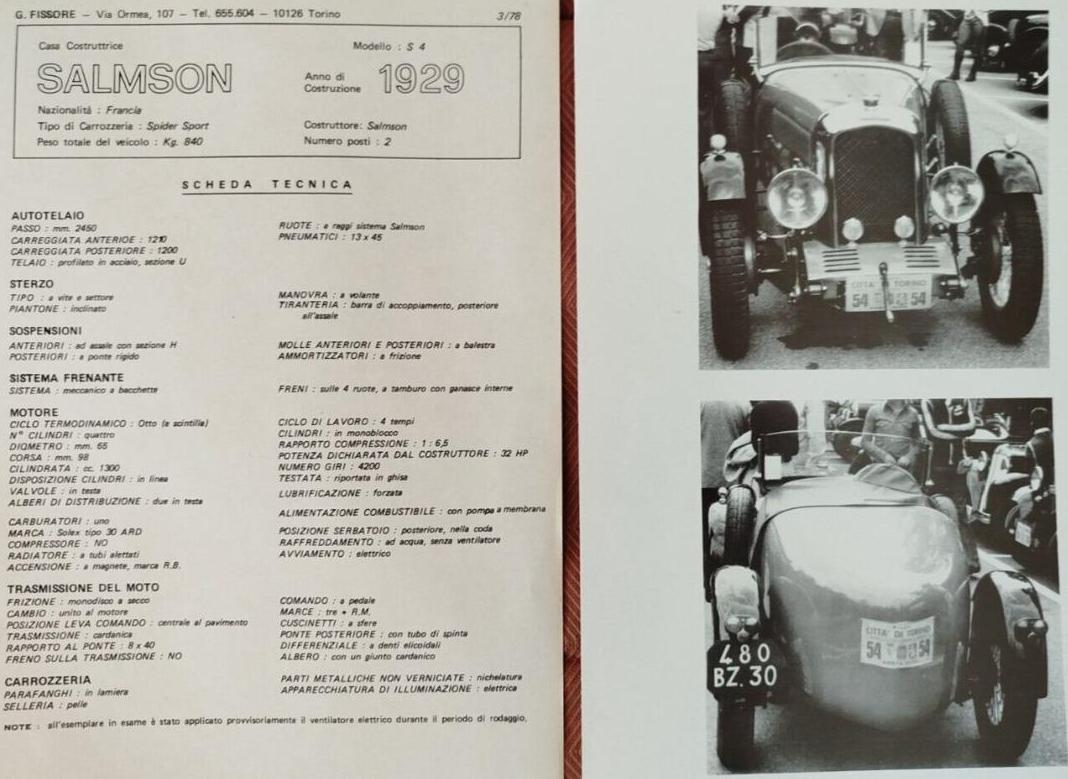 G. FISSORE – Via Ormea, 107 – Tel. 655.604 – 10126 Torino 3/78
Casa Costruttrice Modello : S 4
SALMSON Anno di Costruzione 1929
Nazionalità : Francia
Tipo di Carrozzeria : Spider Sport Costruttore: Salmson
Peso totale del veicolo : Kg. 840 Numero posti : 2
SCHEDA TECNICA
AUTOTELAIO
PASSO : mm. 2450
CARREGGIATA ANTERIOE : 1210
CARREGGIATA POSTERIORE : 1200
TELAIO : profilato in acciaio, sezione U
RUOTE : a raggi sistema Salmson
PNEUMATICI : 13 x 45
STERZO
TIPO : a vite e settore
PIANTONE : inclinato
MANOVRA : a volante
TIRANTERIA : barra di accoppiamento, posteriore
all'assale
SOSPENSIONI
ANTERIORI : ad assale con sezione H
POSTERIORI : a ponte rigido
MOLLE ANTERIORI E POSTERIORI : a balestra
AMMORTIZZATORI : a frizione
SISTEMA FRENANTE
SISTEMA : meccanico a bacchette
FRENI : sulle 4 ruote, a tamburo con ganasce interne
MOTORE
CICLO TERMODINAMICO : Otto (a scintilla)
N° CILINDRI : quattro
DIOMETRO : mm. 65
CORSA : mm. 98
CILINDRATA : cc. 1300
DISPOSIZIONE CILINDRI : in linea
VALVOLE : in testa
ALBERI DI DISTRIBUZIONE : due in testa
CARBURATORI : uno
MARCA : Solex tipo 30 ARD
COMPRESSORE : NO
RADIATORE : a tubi alettati
ACCENSIONE : a magnete, marca R.B.
CICLO DI LAVORO : 4 tempi
CILINDRI : in monoblocco
RAPPORTO COMPRESSIONE : 1 : 6,5
POTENZA DICHIARATA DAL COSTRUTTORE : 32 HP
NUMERO GIRI : 4200
TESTATA : riportata in ghisa
LUBRIFICAZIONE : forzata
ALIMENTAZIONE COMBUSTIBILE : con pompa a membrana
POSIZIONE SERBATOIO : posteriore, nella coda
RAFFREDDAMENTO : ad acqua, senza ventilatore
AVVIAMENTO : elettrico
TRASMISSIONE DEL MOTO
FRIZIONE : monodisco a secco
CAMBIO : unito al motore
POSIZIONE LEVA COMANDO : centrale al pavimento
TRASMISSIONE : cardanica
RAPPORTO AL PONTE : 8 x 40
FRENO SULLA TRASMISSIONE : NO
COMANDO : a pedale
MARCE : tre + R.M.
CUSCINETTI : a sfere
PONTE POSTERIORE : con tubo di spinta
DIFFERENZIALE : a denti elicoidali
ALBERO : con un giunto cardanico
CARROZZERIA
PARAFANGHI : in lamiera
SELLERIA : pelle
PARTI METALLICHE NON VERNICIATE : nichelatura
APPARECCHIATURA DI ILLUMINAZIONE : elettrica
NOTE : all'esemplare in esame è stato applicato provvisoriamente il ventilatore elettrico durante il periodo di rodaggio.
CITTA' DI TORINO
54 54
CITTA' DI TORINO
54 54
480
BZ.30